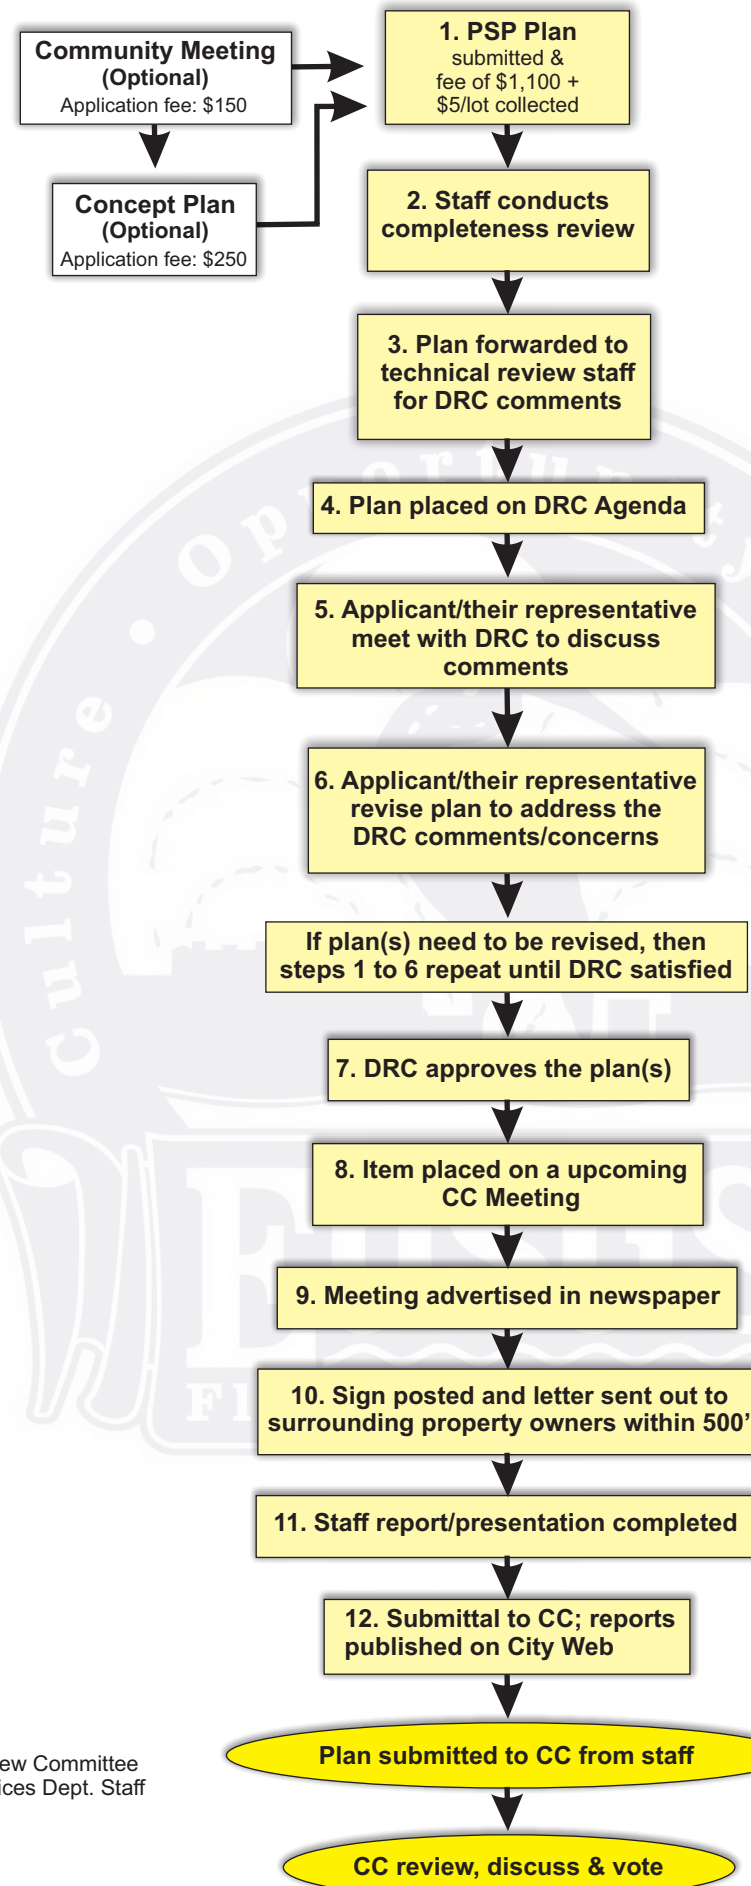 Community Meeting
(Optional)
Application fee: $150
Concept Plan
(Optional)
Application fee: $250
1. PSP Plan
submitted &
fee of $1,100 +
$5/lot collected
2. Staff conducts
completeness review
3. Plan forwarded to
technical review staff
for DRC comments
4. Plan placed on DRC Agenda
5. Applicant/their representative
meet with DRC to discuss
comments
6. Applicant/their representative
revise plan to address the
DRC comments/concerns
If plan(s) need to be revised, then
steps 1 to 6 repeat until DRC satisfied
7. DRC approves the plan(s)
8. Item placed on a upcoming
CC Meeting
9. Meeting advertised in newspaper
10. Sign posted and letter sent out to
surrounding property owners within 500’
11. Staff report/presentation completed
12. Submittal to CC; reports
published on City Web
Plan submitted to CC from staff
CC review, discuss & vote
ew Committee
ices Dept. Staff
Culture • Opportunity